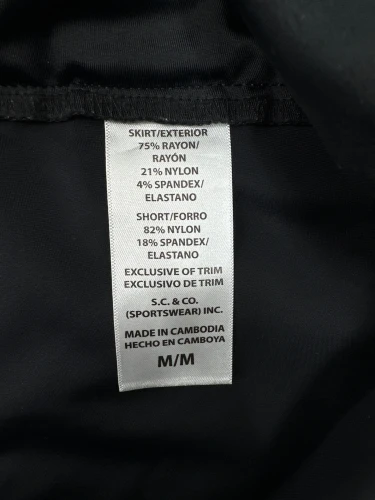 SKIRT/EXTERIOR
75% RAYON/
RAYÓN
21% NYLON
4% SPANDEX/
ELASTANO
SHORT/FORRO
82% NYLON
18% SPANDEX/
ELASTANO
EXCLUSIVE OF TRIM
EXCLUSIVO DE TRIM
S.C. & CO.
(SPORTSWEAR) INC.
MADE IN CAMBODIA
HECHO EN CAMBOYA
M/M